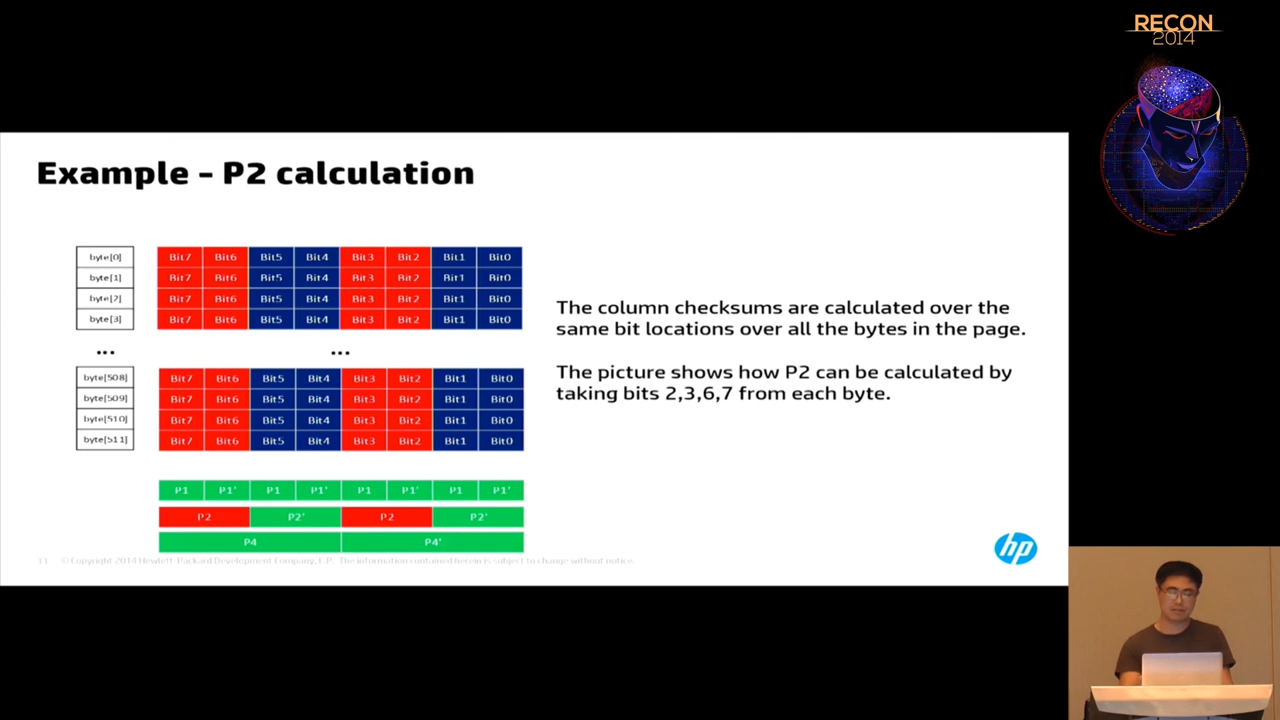 RECON
2014
Example - P2 calculation
byte[0] Bit7 Bit6 Bit5 Bit4 Bit3 Bit2 Bit1 Bit0
byte[1] Bit7 Bit6 Bit5 Bit4 Bit3 Bit2 Bit1 Bit0
byte[2] Bit7 Bit6 Bit5 Bit4 Bit3 Bit2 Bit1 Bit0
byte[3] Bit7 Bit6 Bit5 Bit4 Bit3 Bit2 Bit1 Bit0
... ...
byte[508] Bit7 Bit6 Bit5 Bit4 Bit3 Bit2 Bit1 Bit0
byte[509] Bit7 Bit6 Bit5 Bit4 Bit3 Bit2 Bit1 Bit0
byte[510] Bit7 Bit6 Bit5 Bit4 Bit3 Bit2 Bit1 Bit0
byte[511] Bit7 Bit6 Bit5 Bit4 Bit3 Bit2 Bit1 Bit0
P1 P1' P1 P1' P1 P1' P1 P1'
P2 P2' P2 P2'
P4 P4'
The column checksums are calculated over the
same bit locations over all the bytes in the page.
The picture shows how P2 can be calculated by
taking bits 2,3,6,7 from each byte.
hp
11 © Copyright 2014 Hewlett-Packard Development Company, L.P. The information contained herein is subject to change without notice.